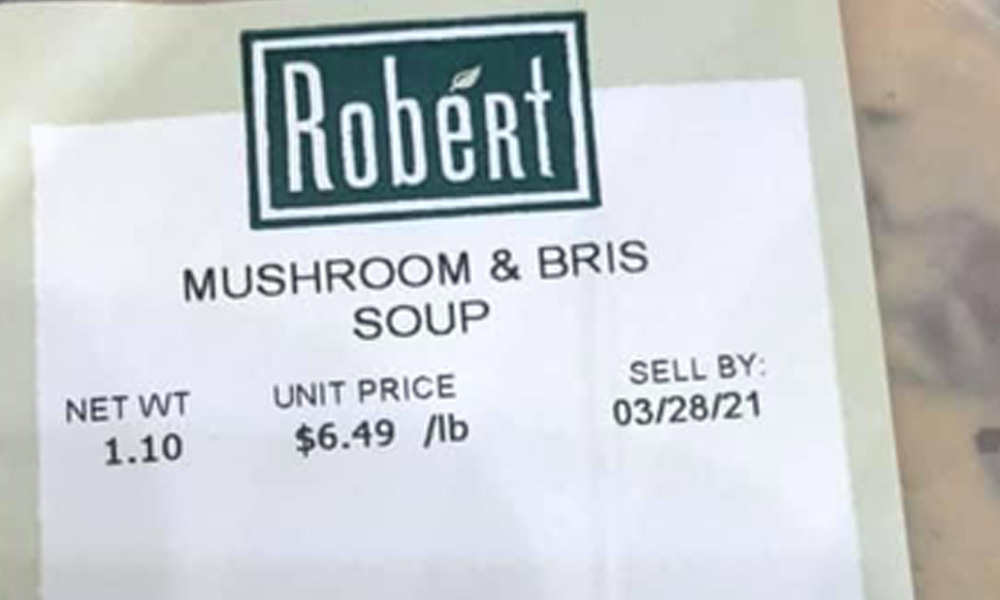 Robért
MUSHROOM & BRIS
SOUP
NET WT
UNIT PRICE
SELL BY:
1.10
$6.49 /lb
03/28/21